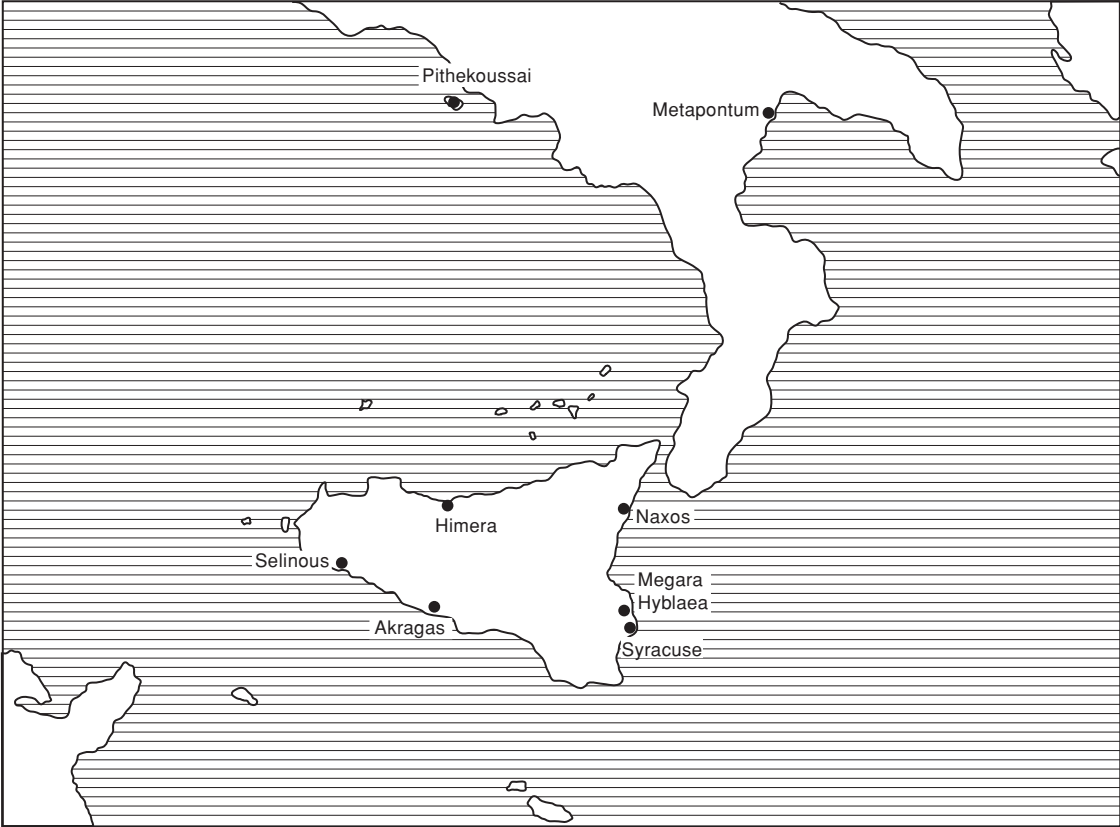 Pithekoussai
Metapontum
Himera
Naxos
Selinous
Megara
Hyblaea
Akragas
Syracuse